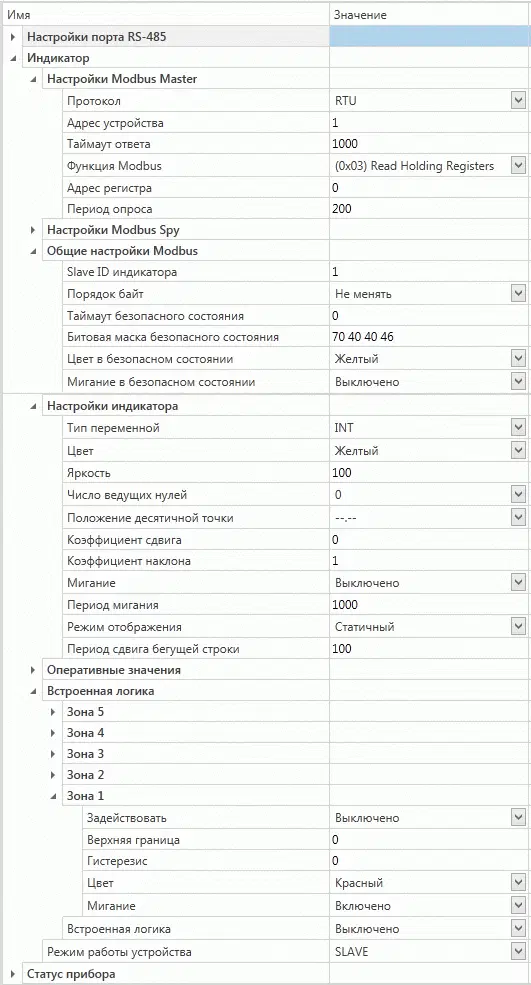 Имя Значение
Настройки порта RS-485
Индикатор
Настройки Modbus Master
Протокол RTU
Адрес устройства 1
Таймаут ответа 1000
Функция Modbus (0x03) Read Holding Registers
Адрес регистра 0
Период опроса 200
Настройки Modbus Spy
Общие настройки Modbus
Slave ID индикатора 1
Порядок байт Не менять
Таймаут безопасного состояния 0
Битовая маска безопасного состояния 70 40 40 46
Цвет в безопасном состоянии Желтый
Мигание в безопасном состоянии Выключено
Настройки индикатора
Тип переменной INT
Цвет Желтый
Яркость 100
Число ведущих нулей 0
Положение десятичной точки --.--
Коэффициент сдвига 0
Коэффициент наклона 1
Мигание Выключено
Период мигания 1000
Режим отображения Статичный
Период сдвига бегущей строки 100
Оперативные значения
Встроенная логика
Зона 5
Зона 4
Зона 3
Зона 2
Зона 1
Задействовать Выключено
Верхняя граница 0
Гистерезис 0
Цвет Красный
Мигание Включено
Встроенная логика Выключено
Режим работы устройства SLAVE
Статус прибора